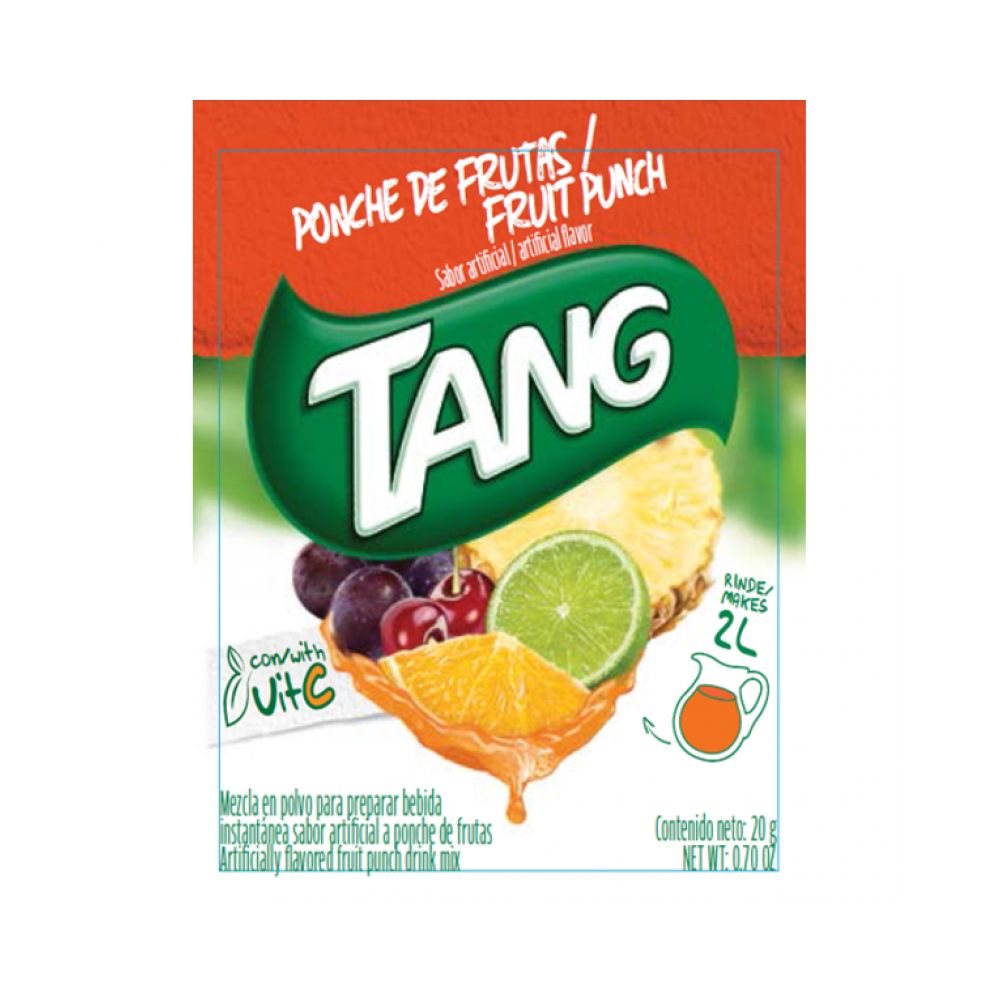 PONCHE DE FRUTAS /
FRUIT PUNCH
Sabor artificial / artificial flavor
TANG
con/with
VitC
RINDE/
MAKES
2L
Mezcla en polvo para preparar bebida
instantánea sabor artificial a ponche de frutas
Artificially flavored fruit punch drink mix
Contenido neto: 20 g
NET WT: 0.70 OZ